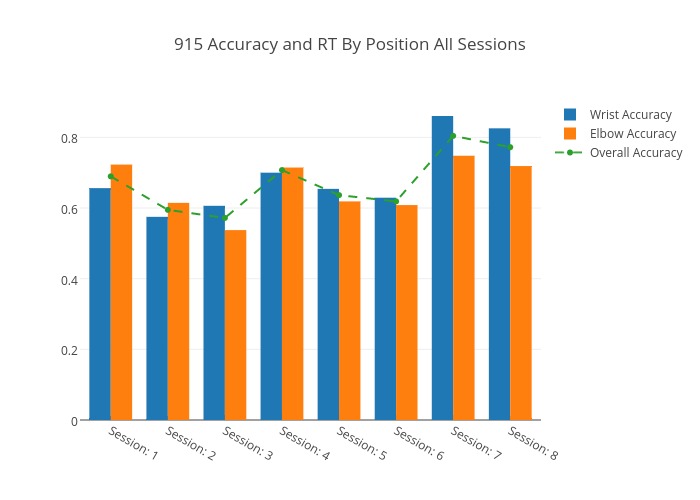 915 Accuracy and RT By Position All Sessions
Wrist Accuracy
Elbow Accuracy
Overall Accuracy
0.8
0.6
0.4
0.2
0
Session: 1
Session: 2
Session: 3
Session: 4
Session: 5
Session: 6
Session: 7
Session: 8